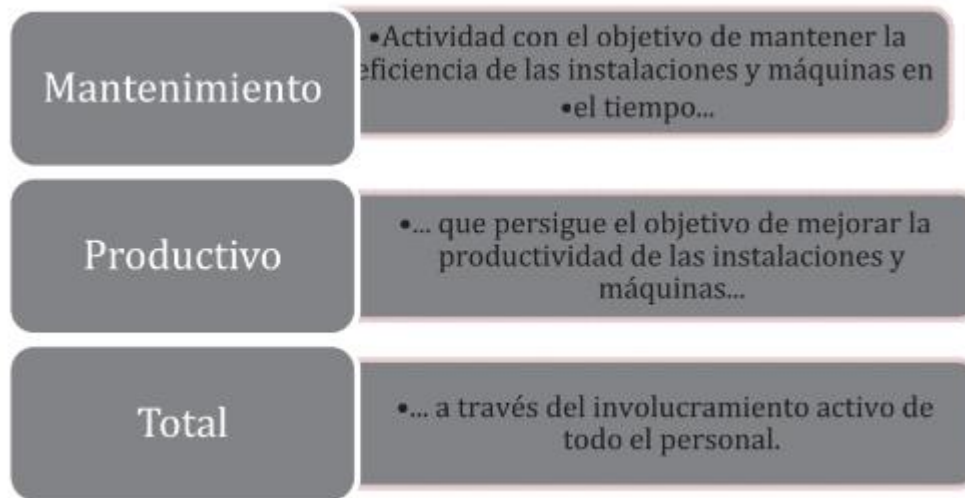 Mantenimiento
•Actividad con el objetivo de mantener la
eficiencia de las instalaciones y máquinas en
•el tiempo...
Productivo
•... que persigue el objetivo de mejorar la
productividad de las instalaciones y
máquinas...
Total
•... a través del involucramiento activo de
todo el personal.